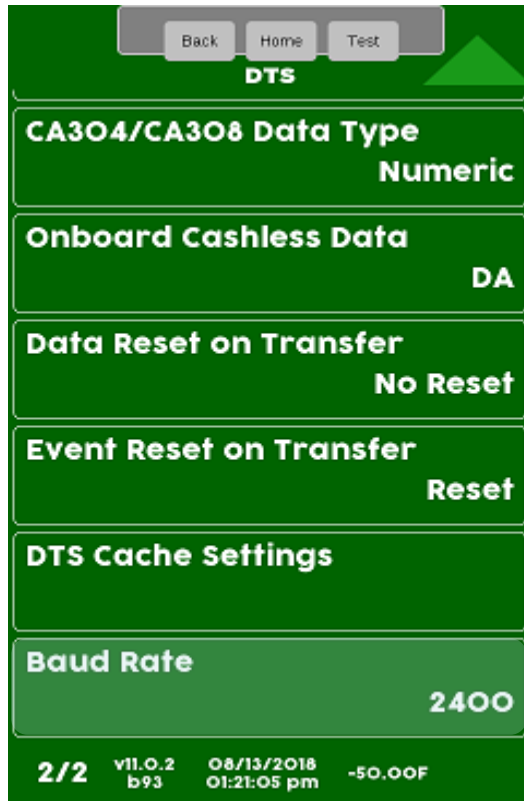 Back Home Test
DTS
CA304/CA308 Data Type
Numeric
Onboard Cashless Data
DA
Data Reset on Transfer
No Reset
Event Reset on Transfer
Reset
DTS Cache Settings
Baud Rate
2400
2/2 v11.0.2 b93 08/13/2018 01:21:05 pm -50.00F